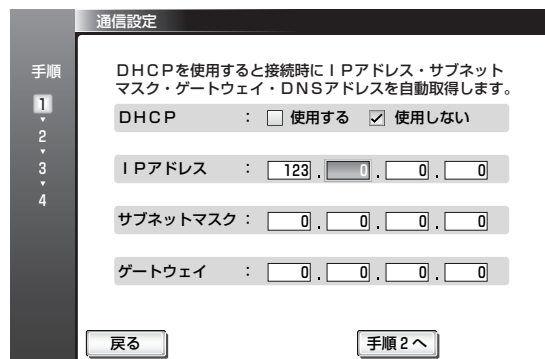 通信設定
手順
1
2
3
4
DHCPを使用すると接続時にIPアドレス・サブネット
マスク・ゲートウェイ・DNSアドレスを自動取得します。
DHCP : 使用する 使用しない
IPアドレス : 123 . 0 . 0 . 0
サブネットマスク : 0 . 0 . 0 . 0
ゲートウェイ : 0 . 0 . 0 . 0
戻る 手順2へ